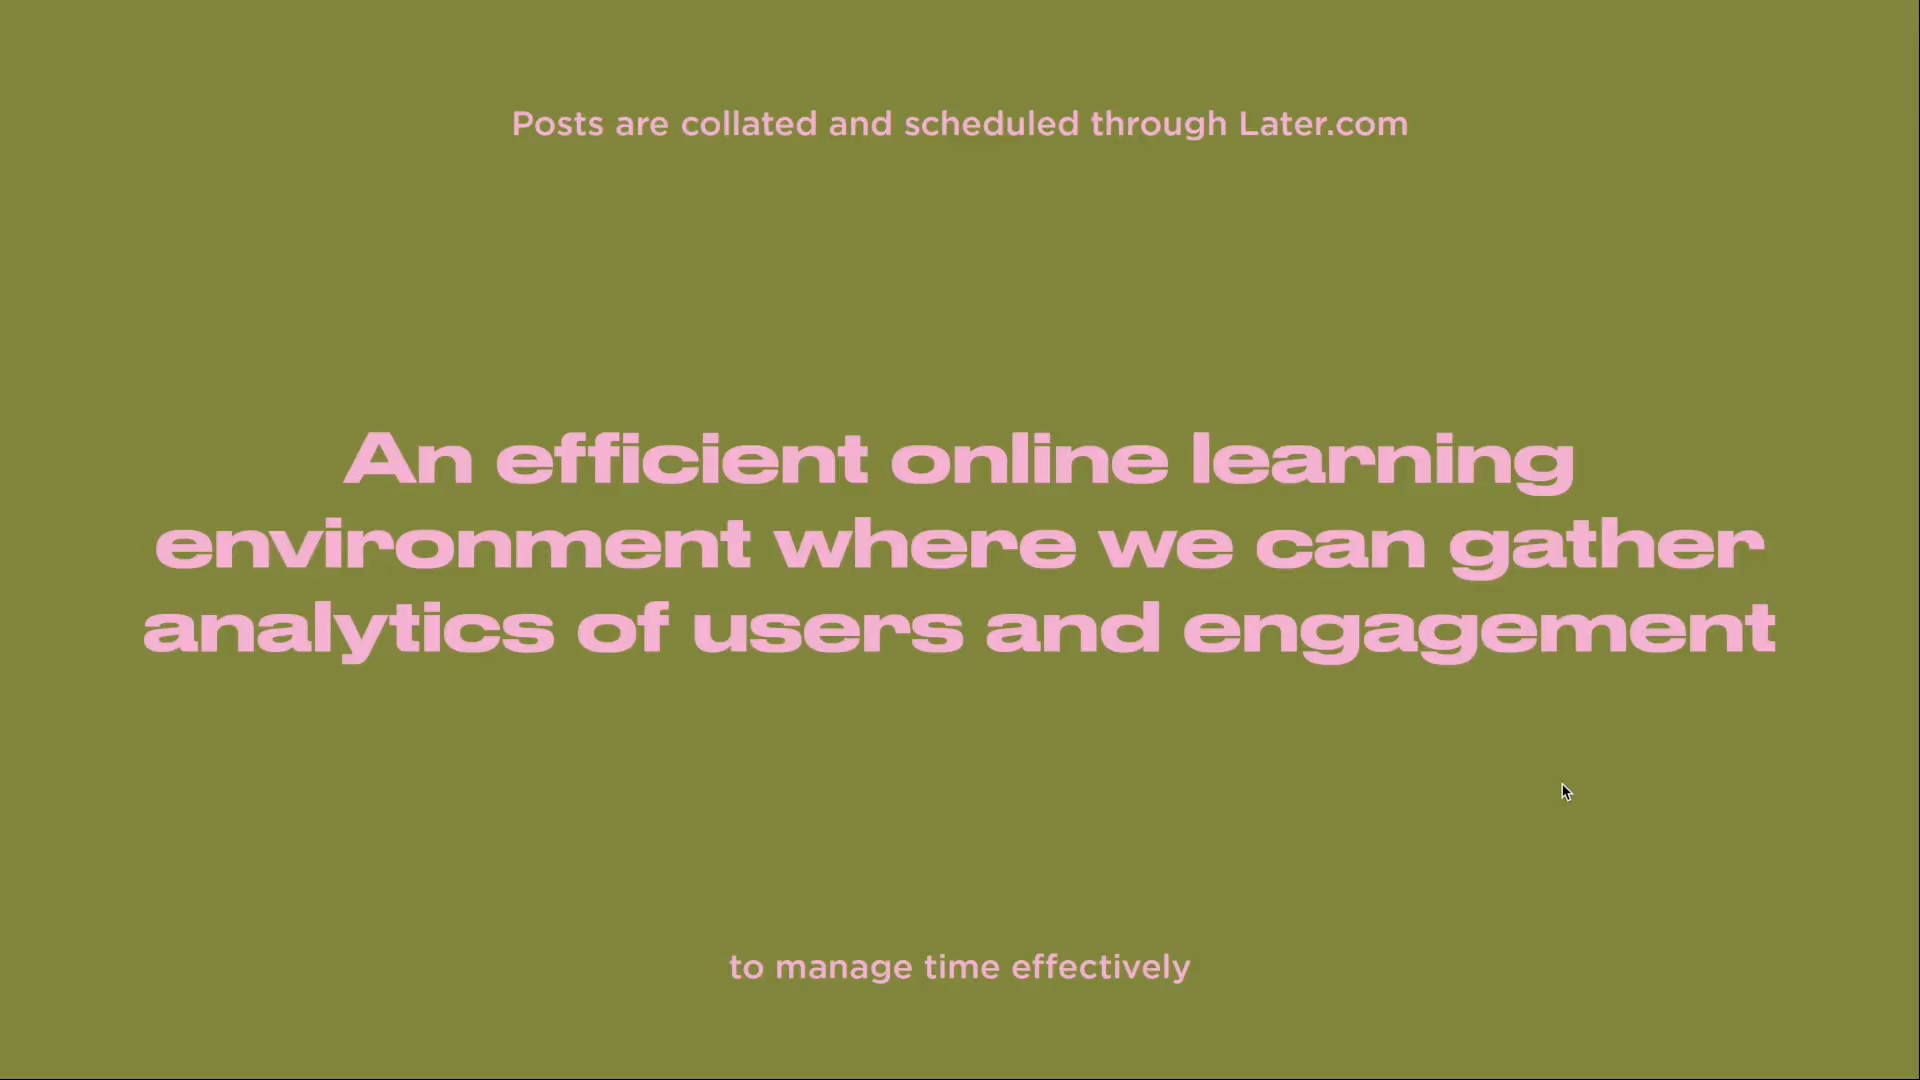 Posts are collated and scheduled through Later.com
An efficient online learning
environment where we can gather
analytics of users and engagement
to manage time effectively